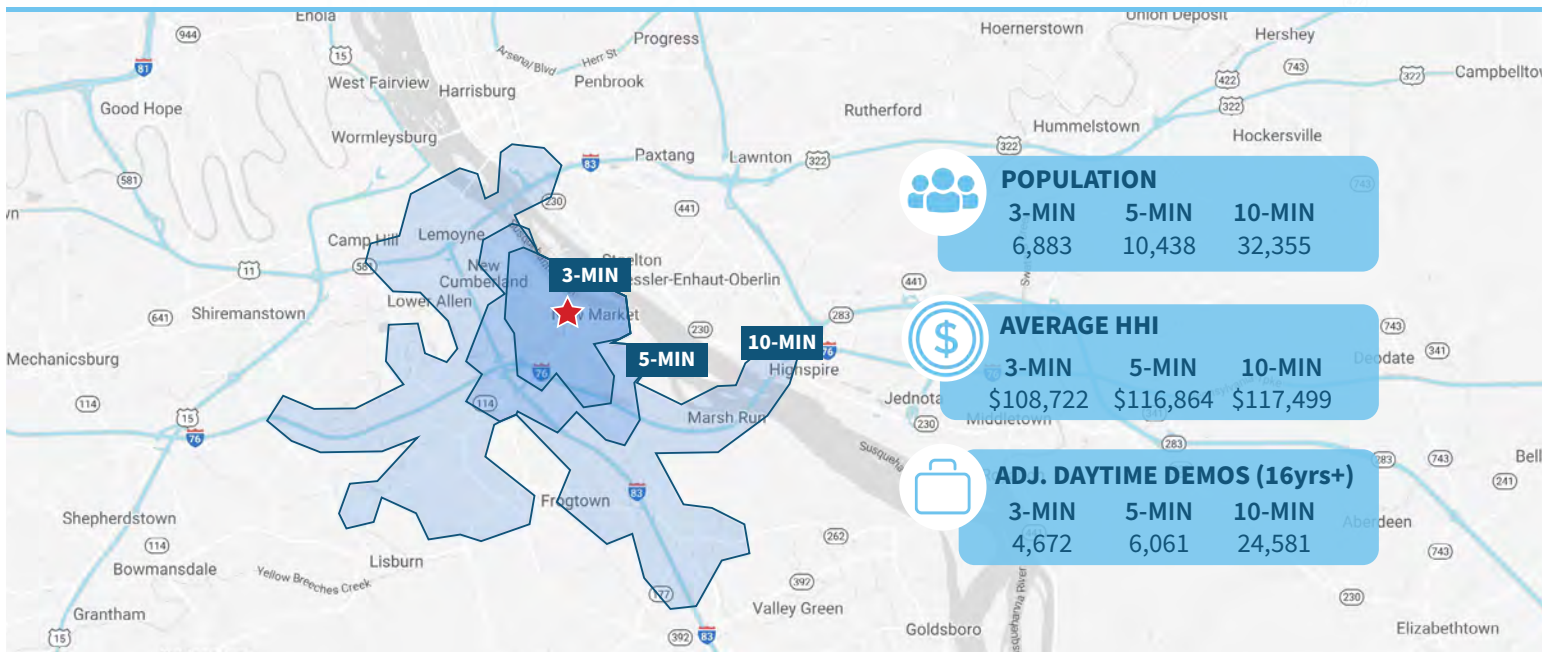 Enola
Union Deposit
944
15
Progress
Hoernerstown
Hershey
Arsenal Blvd
Herr St
81
West Fairview
Harrisburg
Penbrook
743
422
322
Campbelltow
Good Hope
322
Rutherford
Hummelstown
Hockersville
Wormleysburg
83
Paxtang
Lawnton
322
322
581
230
441
743
Camp Hill
Lemoyne
581
11
New
Cumberland
Lower Allen
Shiremanstown
641
Mechanicsburg
3-MIN
essler-Enhaut-Oberlin
Market
230
283
441
5-MIN
10-MIN
76
76
Highspire
Marsh Run
114
114
15
76
Jednota
230
Middletown
283
743
341
Deodate
Susqueha
283
743
Bell
241
Aberdeen
743
Frogtown
83
Shepherdstown
114
Bowmansdale
Lisburn
Yellow Breeches Creek
262
392
177
Valley Green
Grantham
15
392
83
Goldsboro
susquehanna River
230
Elizabethtown
POPULATION
3-MIN 5-MIN 10-MIN
6,883 10,438 32,355
AVERAGE HHI
3-MIN 5-MIN 10-MIN
$108,722 $116,864 $117,499
ADJ. DAYTIME DEMOS (16yrs+)
3-MIN 5-MIN 10-MIN
4,672 6,061 24,581
$